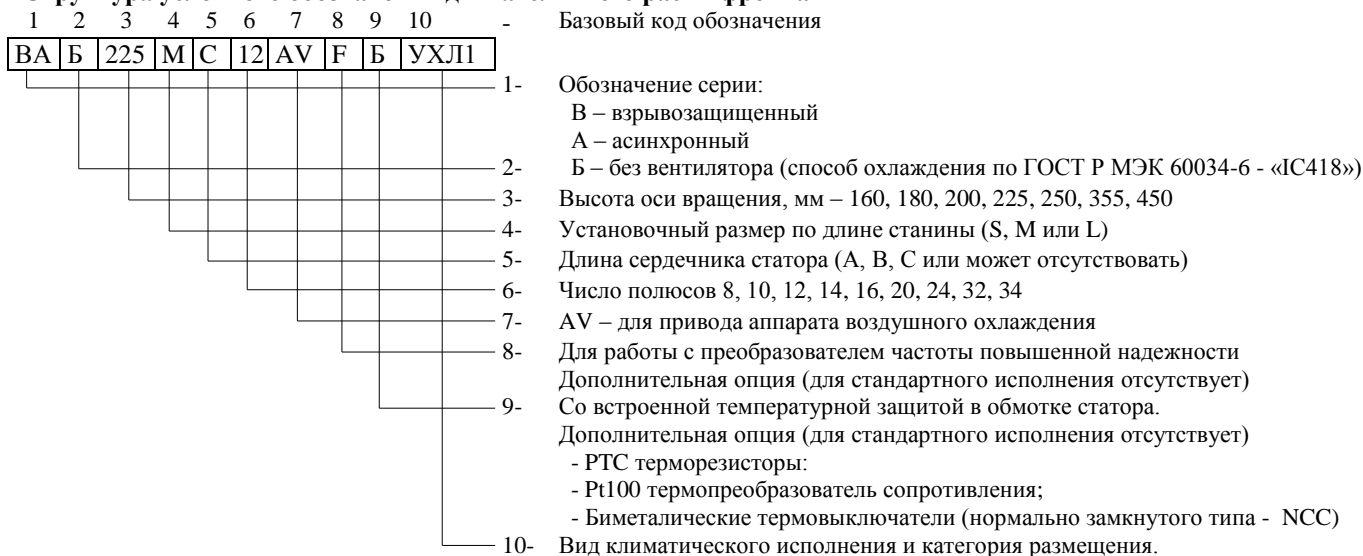 1 2 3 4 5 6 7 8 9 10 - Базовый код обозначения
ВА Б 225 М С 12 AV F Б УХЛ1
1- Обозначение серии:
В – взрывозащищенный
А – асинхронный
2- Б – без вентилятора (способ охлаждения по ГОСТ Р МЭК 60034-6 - «IC418»)
3- Высота оси вращения, мм – 160, 180, 200, 225, 250, 355, 450
4- Установочный размер по длине станины (S, M или L)
5- Длина сердечника статора (А, В, С или может отсутствовать)
6- Число полюсов 8, 10, 12, 14, 16, 20, 24, 32, 34
7- AV – для привода аппарата воздушного охлаждения
8- Для работы с преобразователем частоты повышенной надежности
Дополнительная опция (для стандартного исполнения отсутствует)
9- Со встроенной температурной защитой в обмотке статора.
Дополнительная опция (для стандартного исполнения отсутствует)
- РТС терморезисторы:
- Pt100 термопреобразователь сопротивления;
- Биметалические термовыключатели (нормально замкнутого типа - NCC)
10- Вид климатического исполнения и категория размещения.